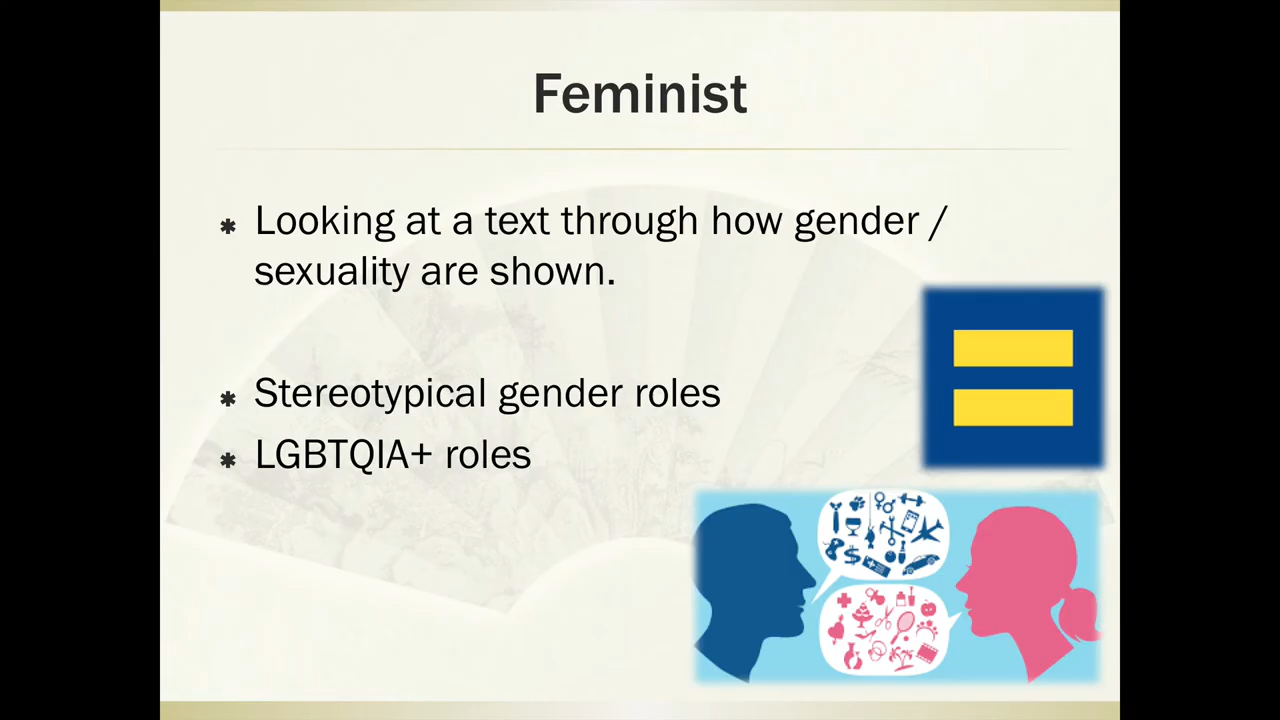 Feminist
Looking at a text through how gender /
sexuality are shown.
Stereotypical gender roles
LGBTQIA+ roles